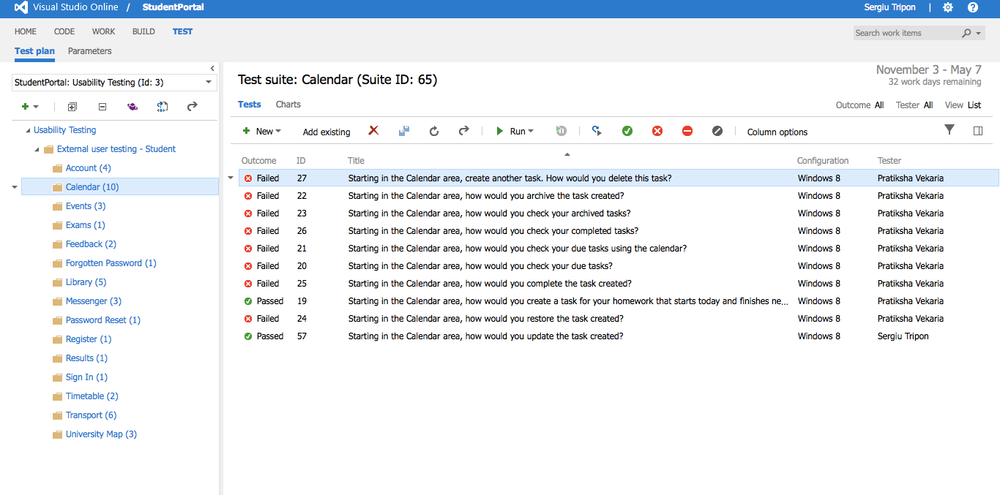 Visual Studio Online / StudentPortal
Sergiu Tripon |
HOME CODE WORK BUILD TEST
Search work items
Test plan Parameters
StudentPortal: Usability Testing (Id: 3)
Usability Testing
External user testing - Student
Account (4)
Calendar (10)
Events (3)
Exams (1)
Feedback (2)
Forgotten Password (1)
Library (5)
Messenger (3)
Password Reset (1)
Register (1)
Results (1)
Sign In (1)
Timetable (2)
Transport (6)
University Map (3)
Test suite: Calendar (Suite ID: 65)
November 3 - May 7
32 work days remaining
Tests Charts
Outcome All Tester All View List
New Add existing Run Column options
Outcome ID Title Configuration Tester
Failed 27 Starting in the Calendar area, create another task. How would you delete this task? Windows 8 Pratiksha Vekaria
Failed 22 Starting in the Calendar area, how would you archive the task created? Windows 8 Pratiksha Vekaria
Failed 23 Starting in the Calendar area, how would you check your archived tasks? Windows 8 Pratiksha Vekaria
Failed 26 Starting in the Calendar area, how would you check your completed tasks? Windows 8 Pratiksha Vekaria
Failed 21 Starting in the Calendar area, how would you check your due tasks using the calendar? Windows 8 Pratiksha Vekaria
Failed 20 Starting in the Calendar area, how would you check your due tasks? Windows 8 Pratiksha Vekaria
Failed 25 Starting in the Calendar area, how would you complete the task created? Windows 8 Pratiksha Vekaria
Passed 19 Starting in the Calendar area, how would you create a task for your homework that starts today and finishes ne... Windows 8 Pratiksha Vekaria
Failed 24 Starting in the Calendar area, how would you restore the task created? Windows 8 Pratiksha Vekaria
Passed 57 Starting in the Calendar area, how would you update the task created? Windows 8 Sergiu Tripon